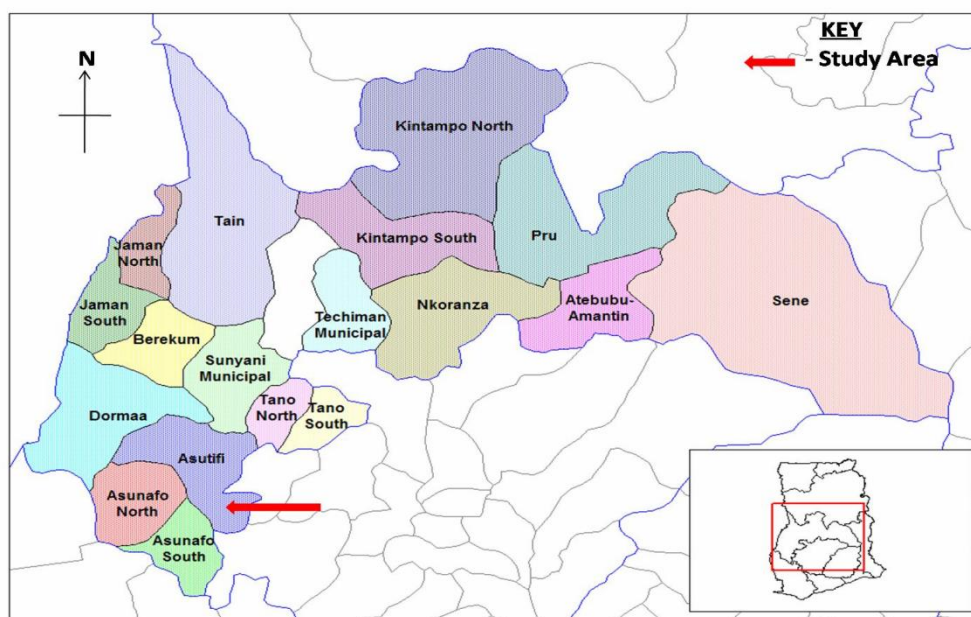 KEY
- Study Area
N
Kintampo North
Tain
Pru
Kintampo South
Jaman
North
Sene
Jaman
South
Nkoranza
Atebubu-
Amantin
Techiman
Municipal
Berekum
Sunyani
Municipal
Tano
North
Tano
South
Dormaa
Asutifi
Asunafo
North
Asunafo
South